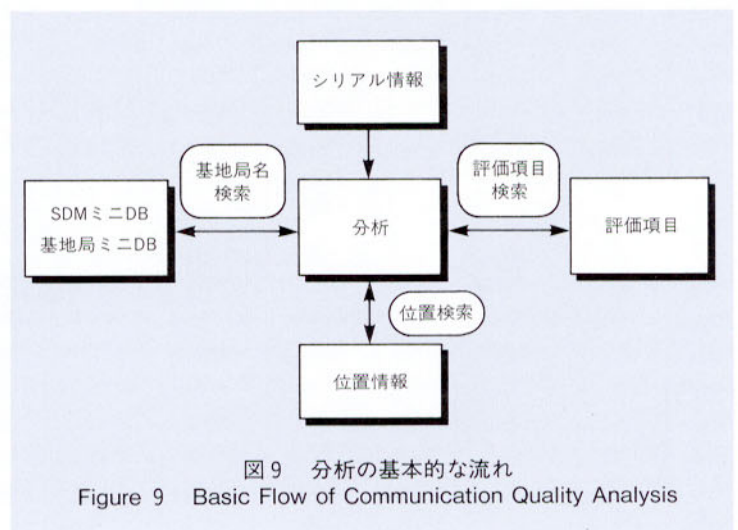 シリアル情報
基地局名
検索
評価項目
検索
SDMミニDB
基地局ミニDB
分析
評価項目
位置検索
位置情報
図9　分析の基本的な流れ
Figure 9　Basic Flow of Communication Quality Analysis